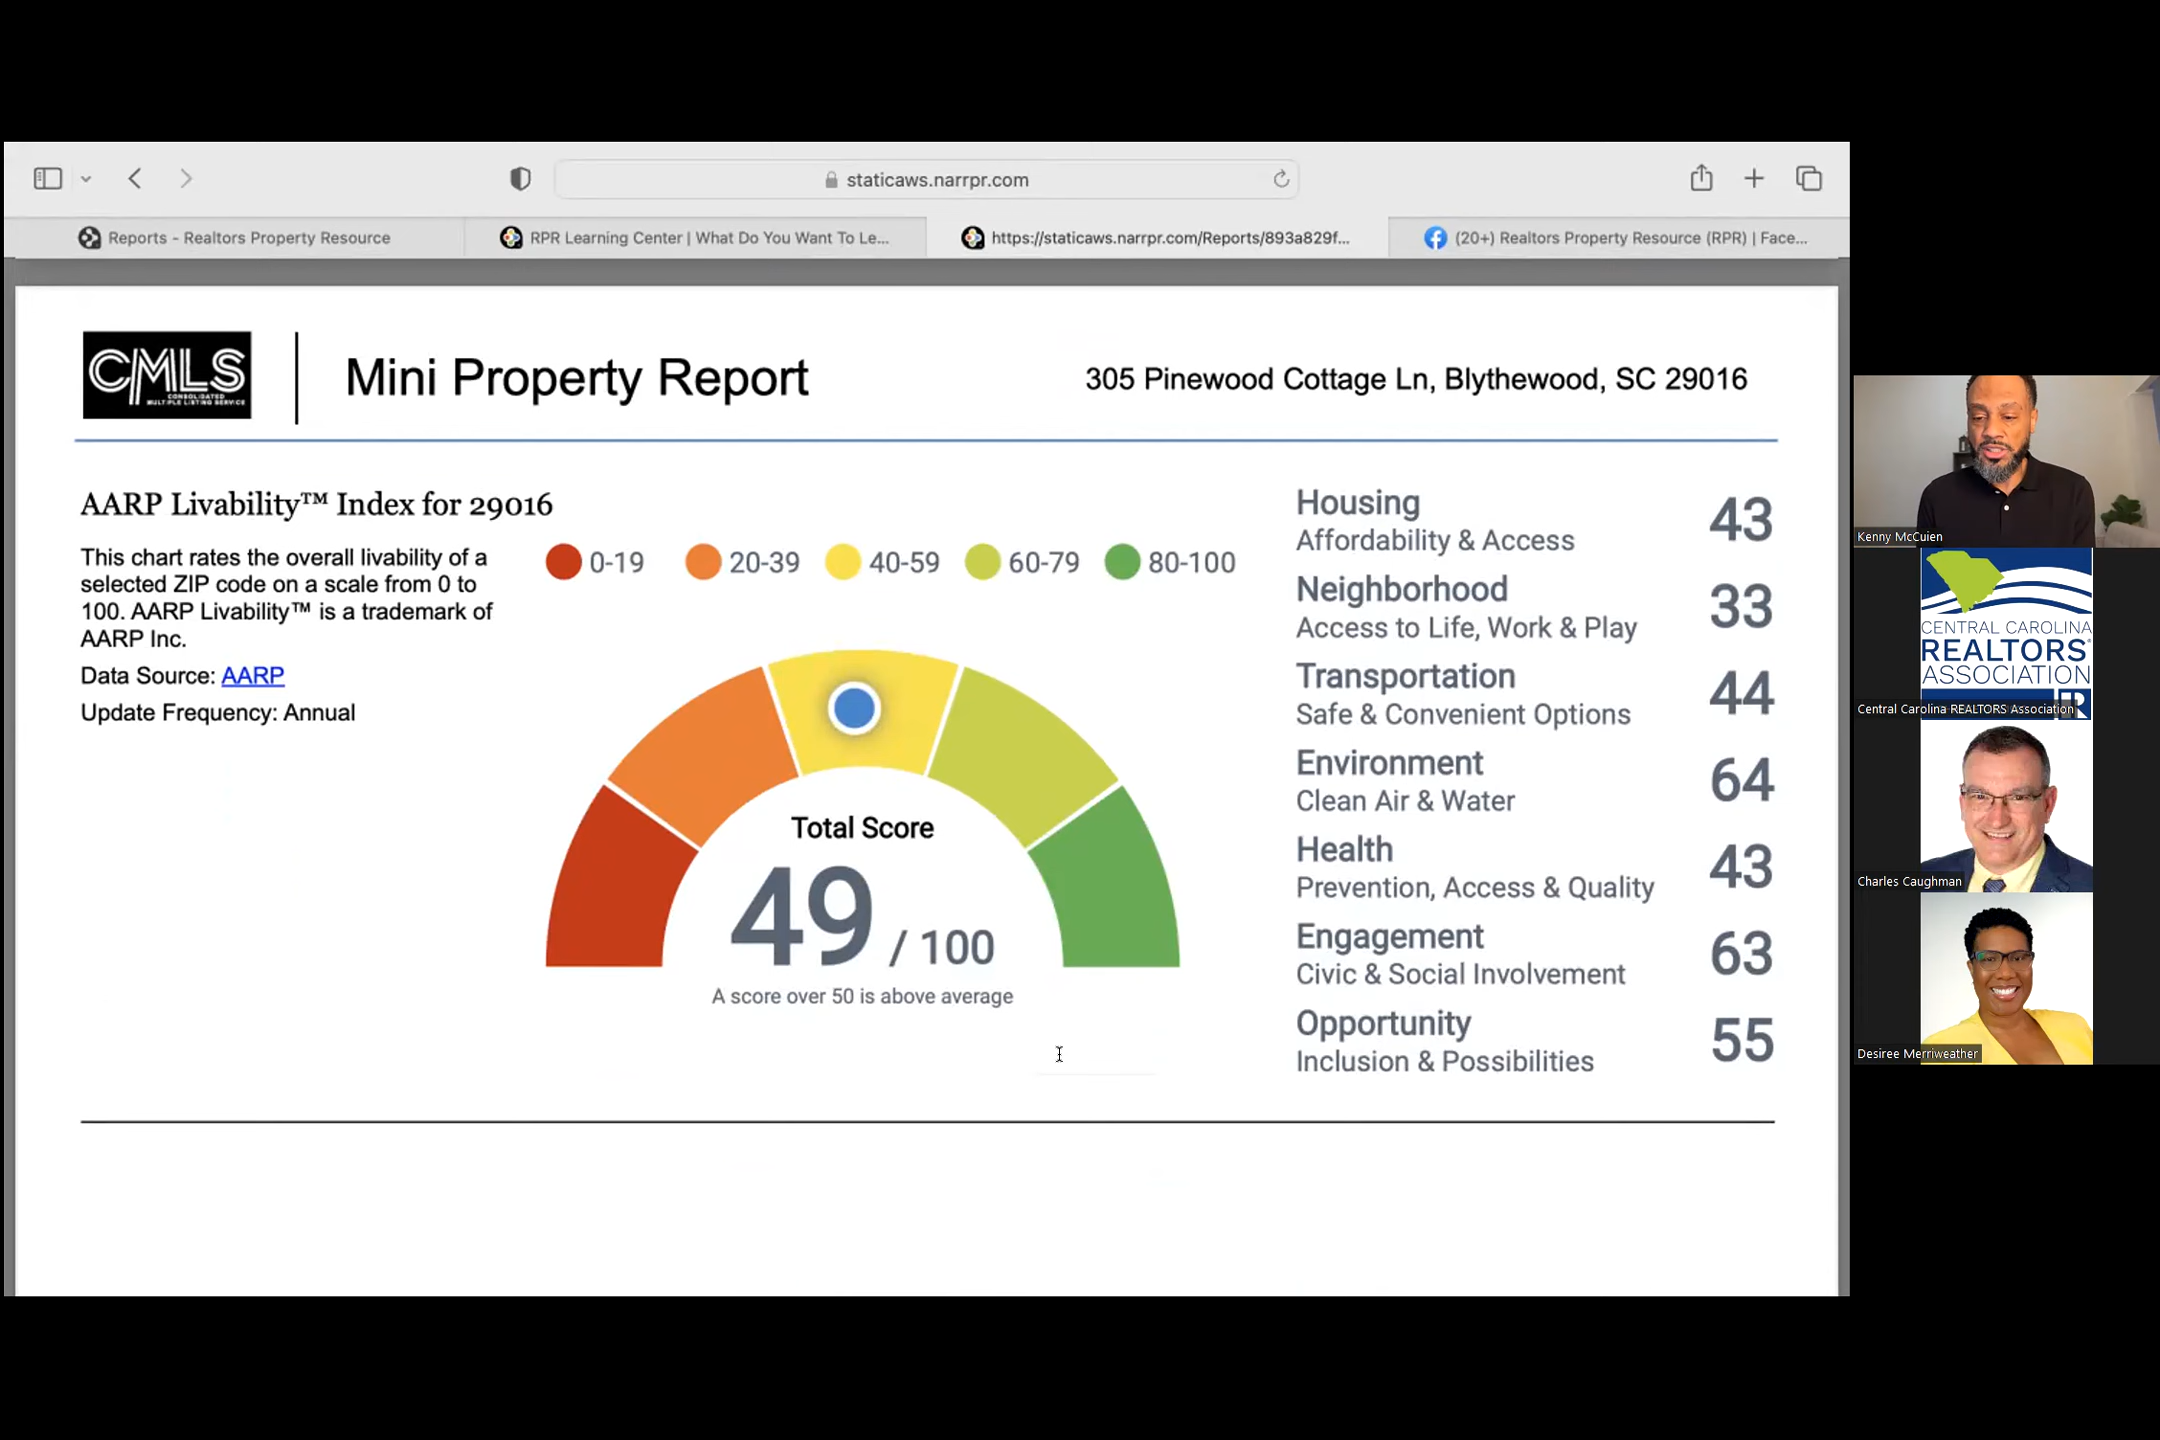 staticaws.narrpr.com
Reports - Realtors Property Resource
RPR Learning Center | What Do You Want To Le...
https://staticaws.narrpr.com/Reports/893a829f...
(20+) Realtors Property Resource (RPR) | Face...
CMLS
CONSOLIDATED
MULTIPLE LISTING SERVICE
Mini Property Report
305 Pinewood Cottage Ln, Blythewood, SC 29016
AARP Livability™ Index for 29016
This chart rates the overall livability of a
selected ZIP code on a scale from 0 to
100. AARP Livability™ is a trademark of
AARP Inc.
Data Source: AARP
Update Frequency: Annual
0-19
20-39
40-59
60-79
80-100
Total Score
49 / 100
A score over 50 is above average
Housing 43
Affordability & Access
Neighborhood 33
Access to Life, Work & Play
Transportation 44
Safe & Convenient Options
Environment 64
Clean Air & Water
Health 43
Prevention, Access & Quality
Engagement 63
Civic & Social Involvement
Opportunity 55
Inclusion & Possibilities
Kenny McCuien
CENTRAL CAROLINA
REALTORS®
ASSOCIATION
Central Carolina REALTORS Association
Charles Caughman
Desiree Merriweather